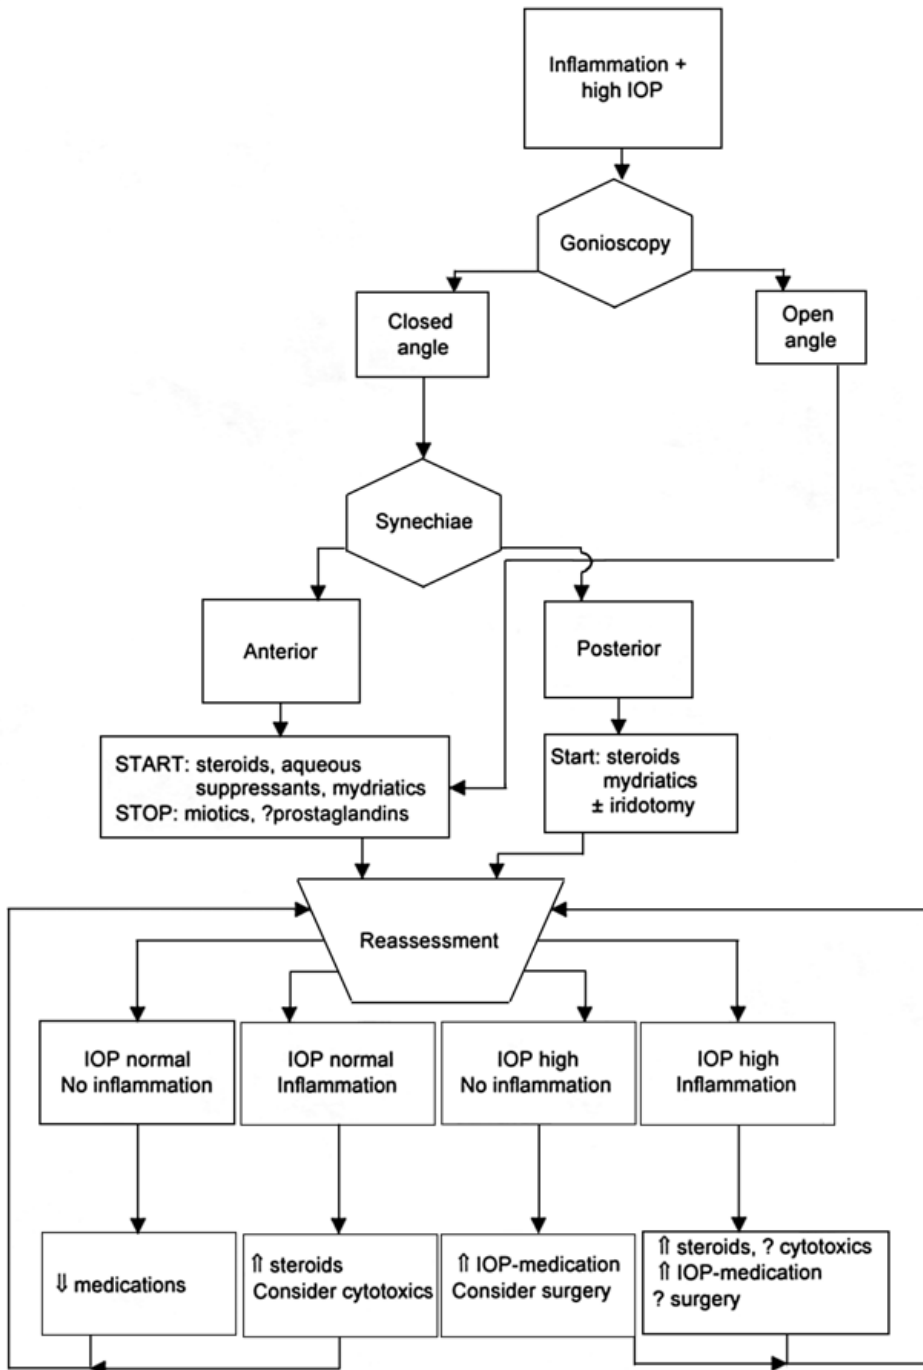 Inflammation +
high IOP
Gonioscopy
Closed
angle
Open
angle
Synechiae
Anterior
Posterior
START: steroids, aqueous
suppressants, mydriatics
STOP: miotics, ?prostaglandins
Start: steroids
mydriatics
± iridotomy
Reassessment
IOP normal
No inflammation
IOP normal
Inflammation
IOP high
No inflammation
IOP high
Inflammation
⇓ medications
⇑ steroids
Consider cytotoxics
⇑ IOP-medication
Consider surgery
⇑ steroids, ? cytotoxics
⇑ IOP-medication
? surgery